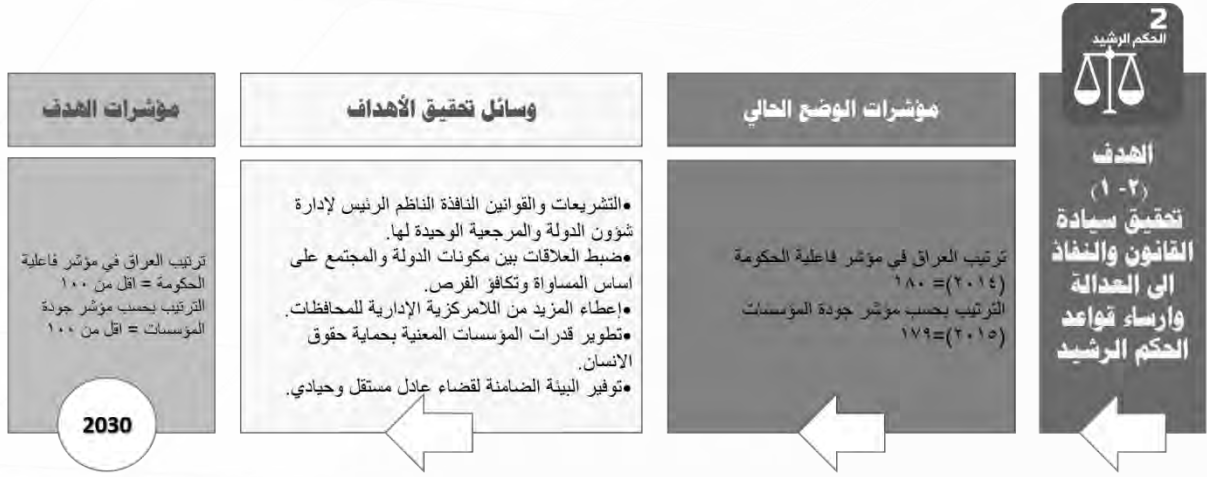 2
الحكم الرشيد
الهدف
(٢- ١)
تحقيق سيادة
القانون والنفاذ
الى العدالة
وارساء قواعد
الحكم الرشيد
مؤشرات الوضع الحالي
ترتيب العراق في مؤشر فاعلية الحكومة
(٢٠١٤)= ١٨٠
الترتيب بحسب مؤشر جودة المؤسسات
(٢٠١٥)=١٧٩
وسائل تحقيق الأهداف
•التشريعات والقوانين النافذة الناظم الرئيس لإدارة
شؤون الدولة والمرجعية الوحيدة لها.
•ضبط العلاقات بين مكونات الدولة والمجتمع على
اساس المساواة وتكافؤ الفرص.
•إعطاء المزيد من اللامركزية الإدارية للمحافظات.
•تطوير قدرات المؤسسات المعنية بحماية حقوق
الانسان.
•توفير البيئة الضامنة لقضاء عادل مستقل وحيادي.
مؤشرات الهدف
ترتيب العراق في مؤشر فاعلية
الحكومة = اقل من ١٠٠
الترتيب بحسب مؤشر جودة
المؤسسات = اقل من ١٠٠
2030